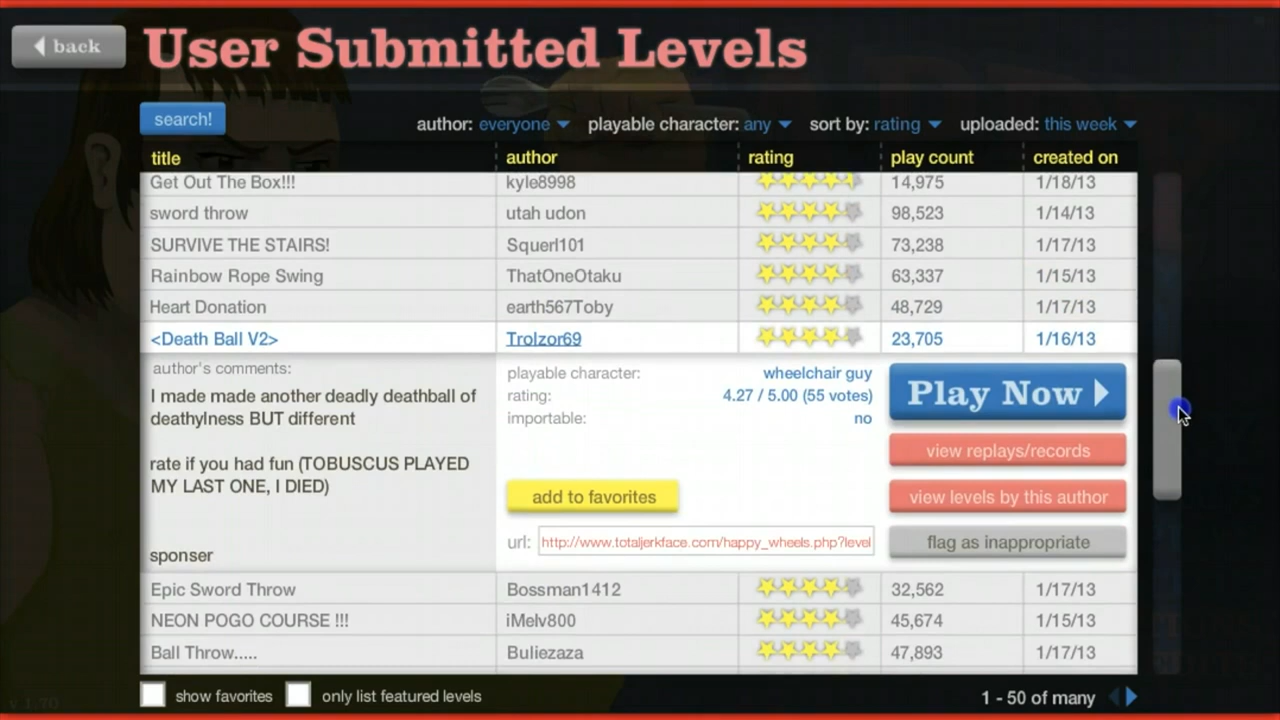 back
User Submitted Levels
search!
author: everyone playable character: any sort by: rating uploaded: this week
title author rating play count created on
Get Out The Box!!! kyle8998 14,975 1/18/13
sword throw utah udon 98,523 1/14/13
SURVIVE THE STAIRS! Squerl101 73,238 1/17/13
Rainbow Rope Swing ThatOneOtaku 63,337 1/15/13
Heart Donation earth567Toby 48,729 1/17/13
<Death Ball V2> Trolzor69 23,705 1/16/13
author's comments:
I made made another deadly deathball of
deathylness BUT different
rate if you had fun (TOBUSCUS PLAYED
MY LAST ONE, I DIED)
sponser
playable character: wheelchair guy
rating: 4.27 / 5.00 (55 votes)
importable: no
add to favorites
url: http://www.totaljerkface.com/happy_wheels.php?level
Play Now
view replays/records
view levels by this author
flag as inappropriate
Epic Sword Throw Bossman1412 32,562 1/17/13
NEON POGO COURSE !!! iMelv800 45,674 1/15/13
Ball Throw..... Buliezaza 47,893 1/17/13
show favorites only list featured levels 1 - 50 of many
v 1.70